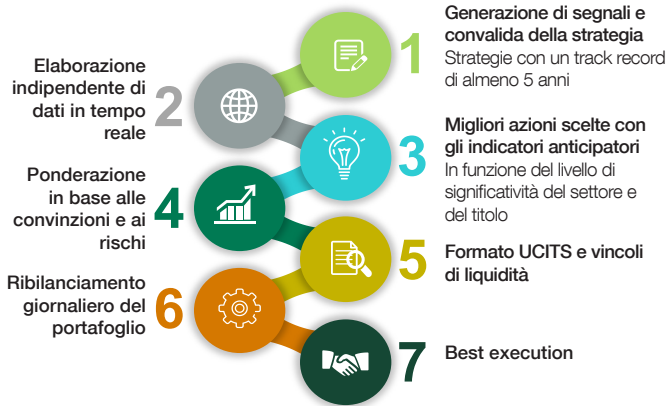 1
Generazione di segnali e
convalida della strategia
Strategie con un track record
di almeno 5 anni
2
Elaborazione
indipendente di
dati in tempo
reale
3
Migliori azioni scelte con
gli indicatori anticipatori
In funzione del livello di
significatività del settore e
del titolo
4
Ponderazione
in base alle
convinzioni e ai
rischi
5
Formato UCITS e vincoli
di liquidità
6
Ribilanciamento
giornaliero del
portafoglio
7
Best execution